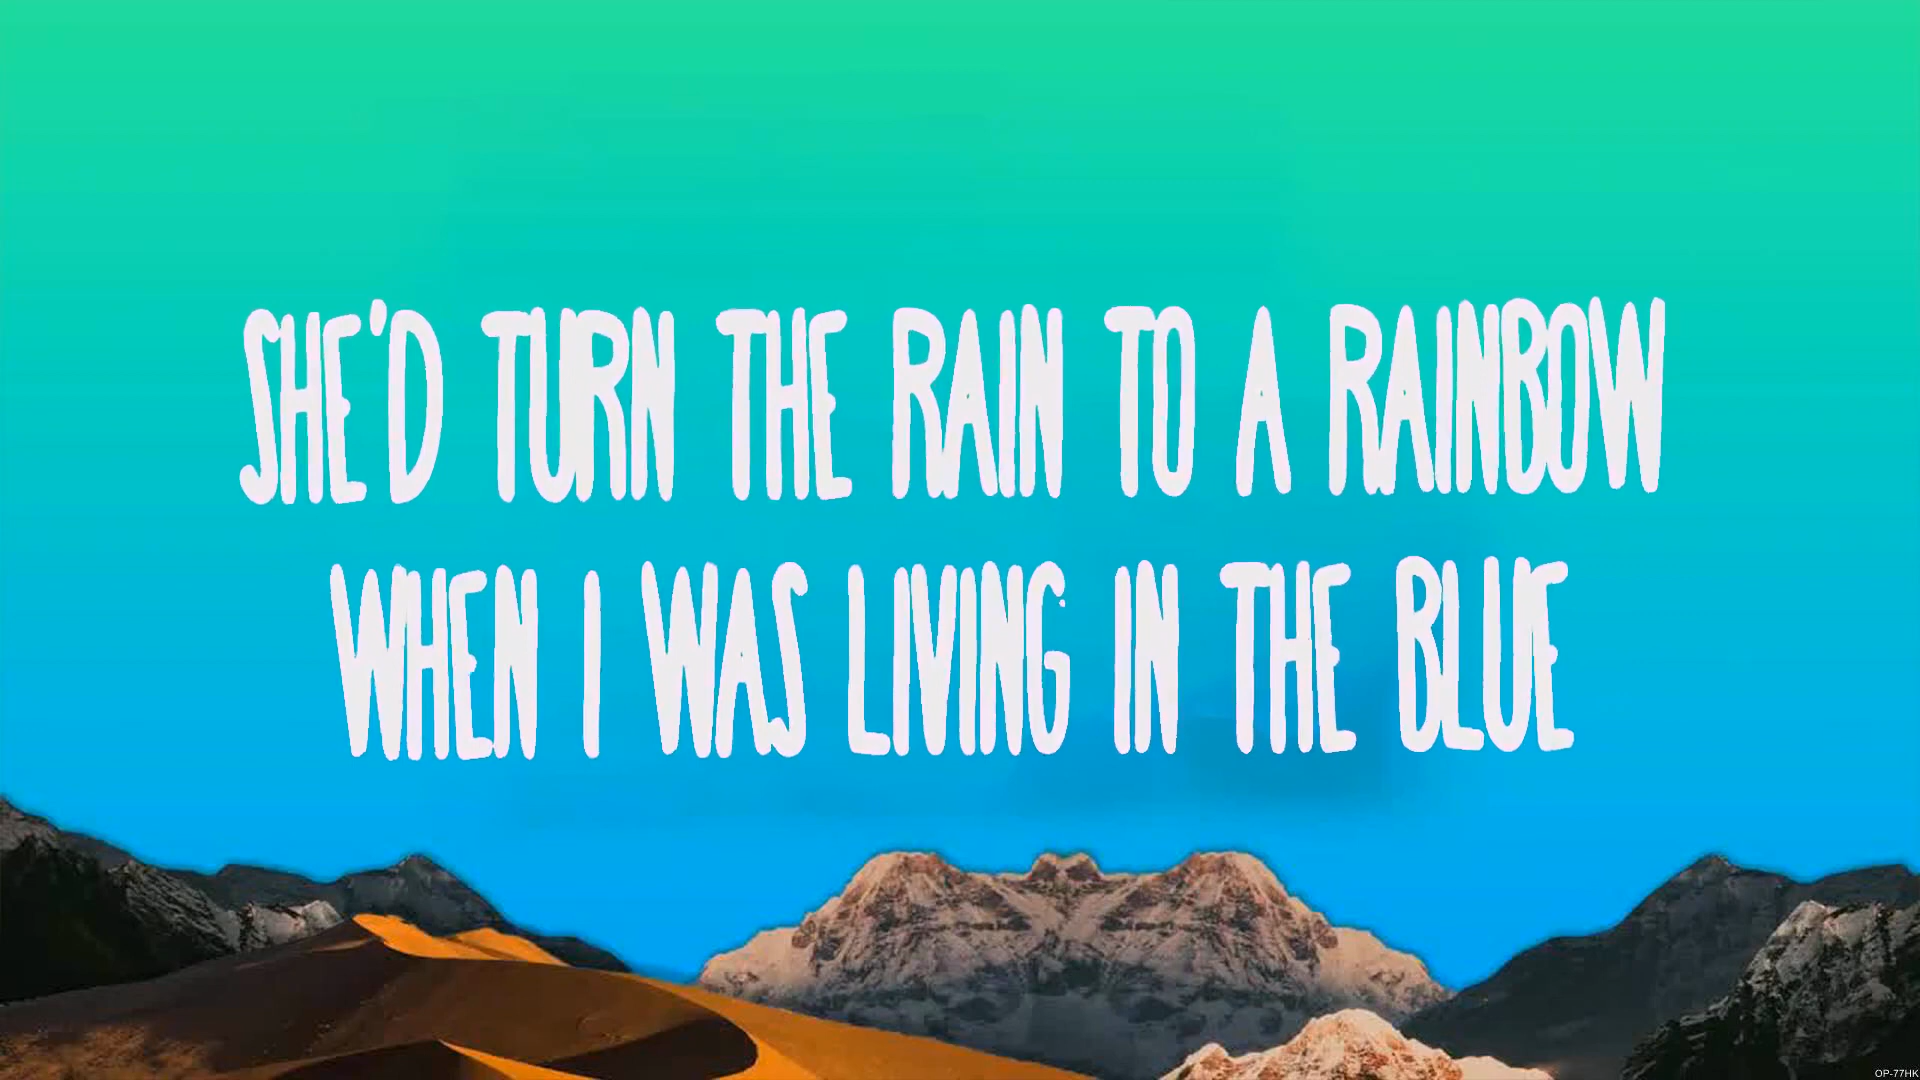 SHE'D TURN THE RAIN TO A RAINBOW
WHEN I WAS LIVING IN THE BLUE
OP-77HK